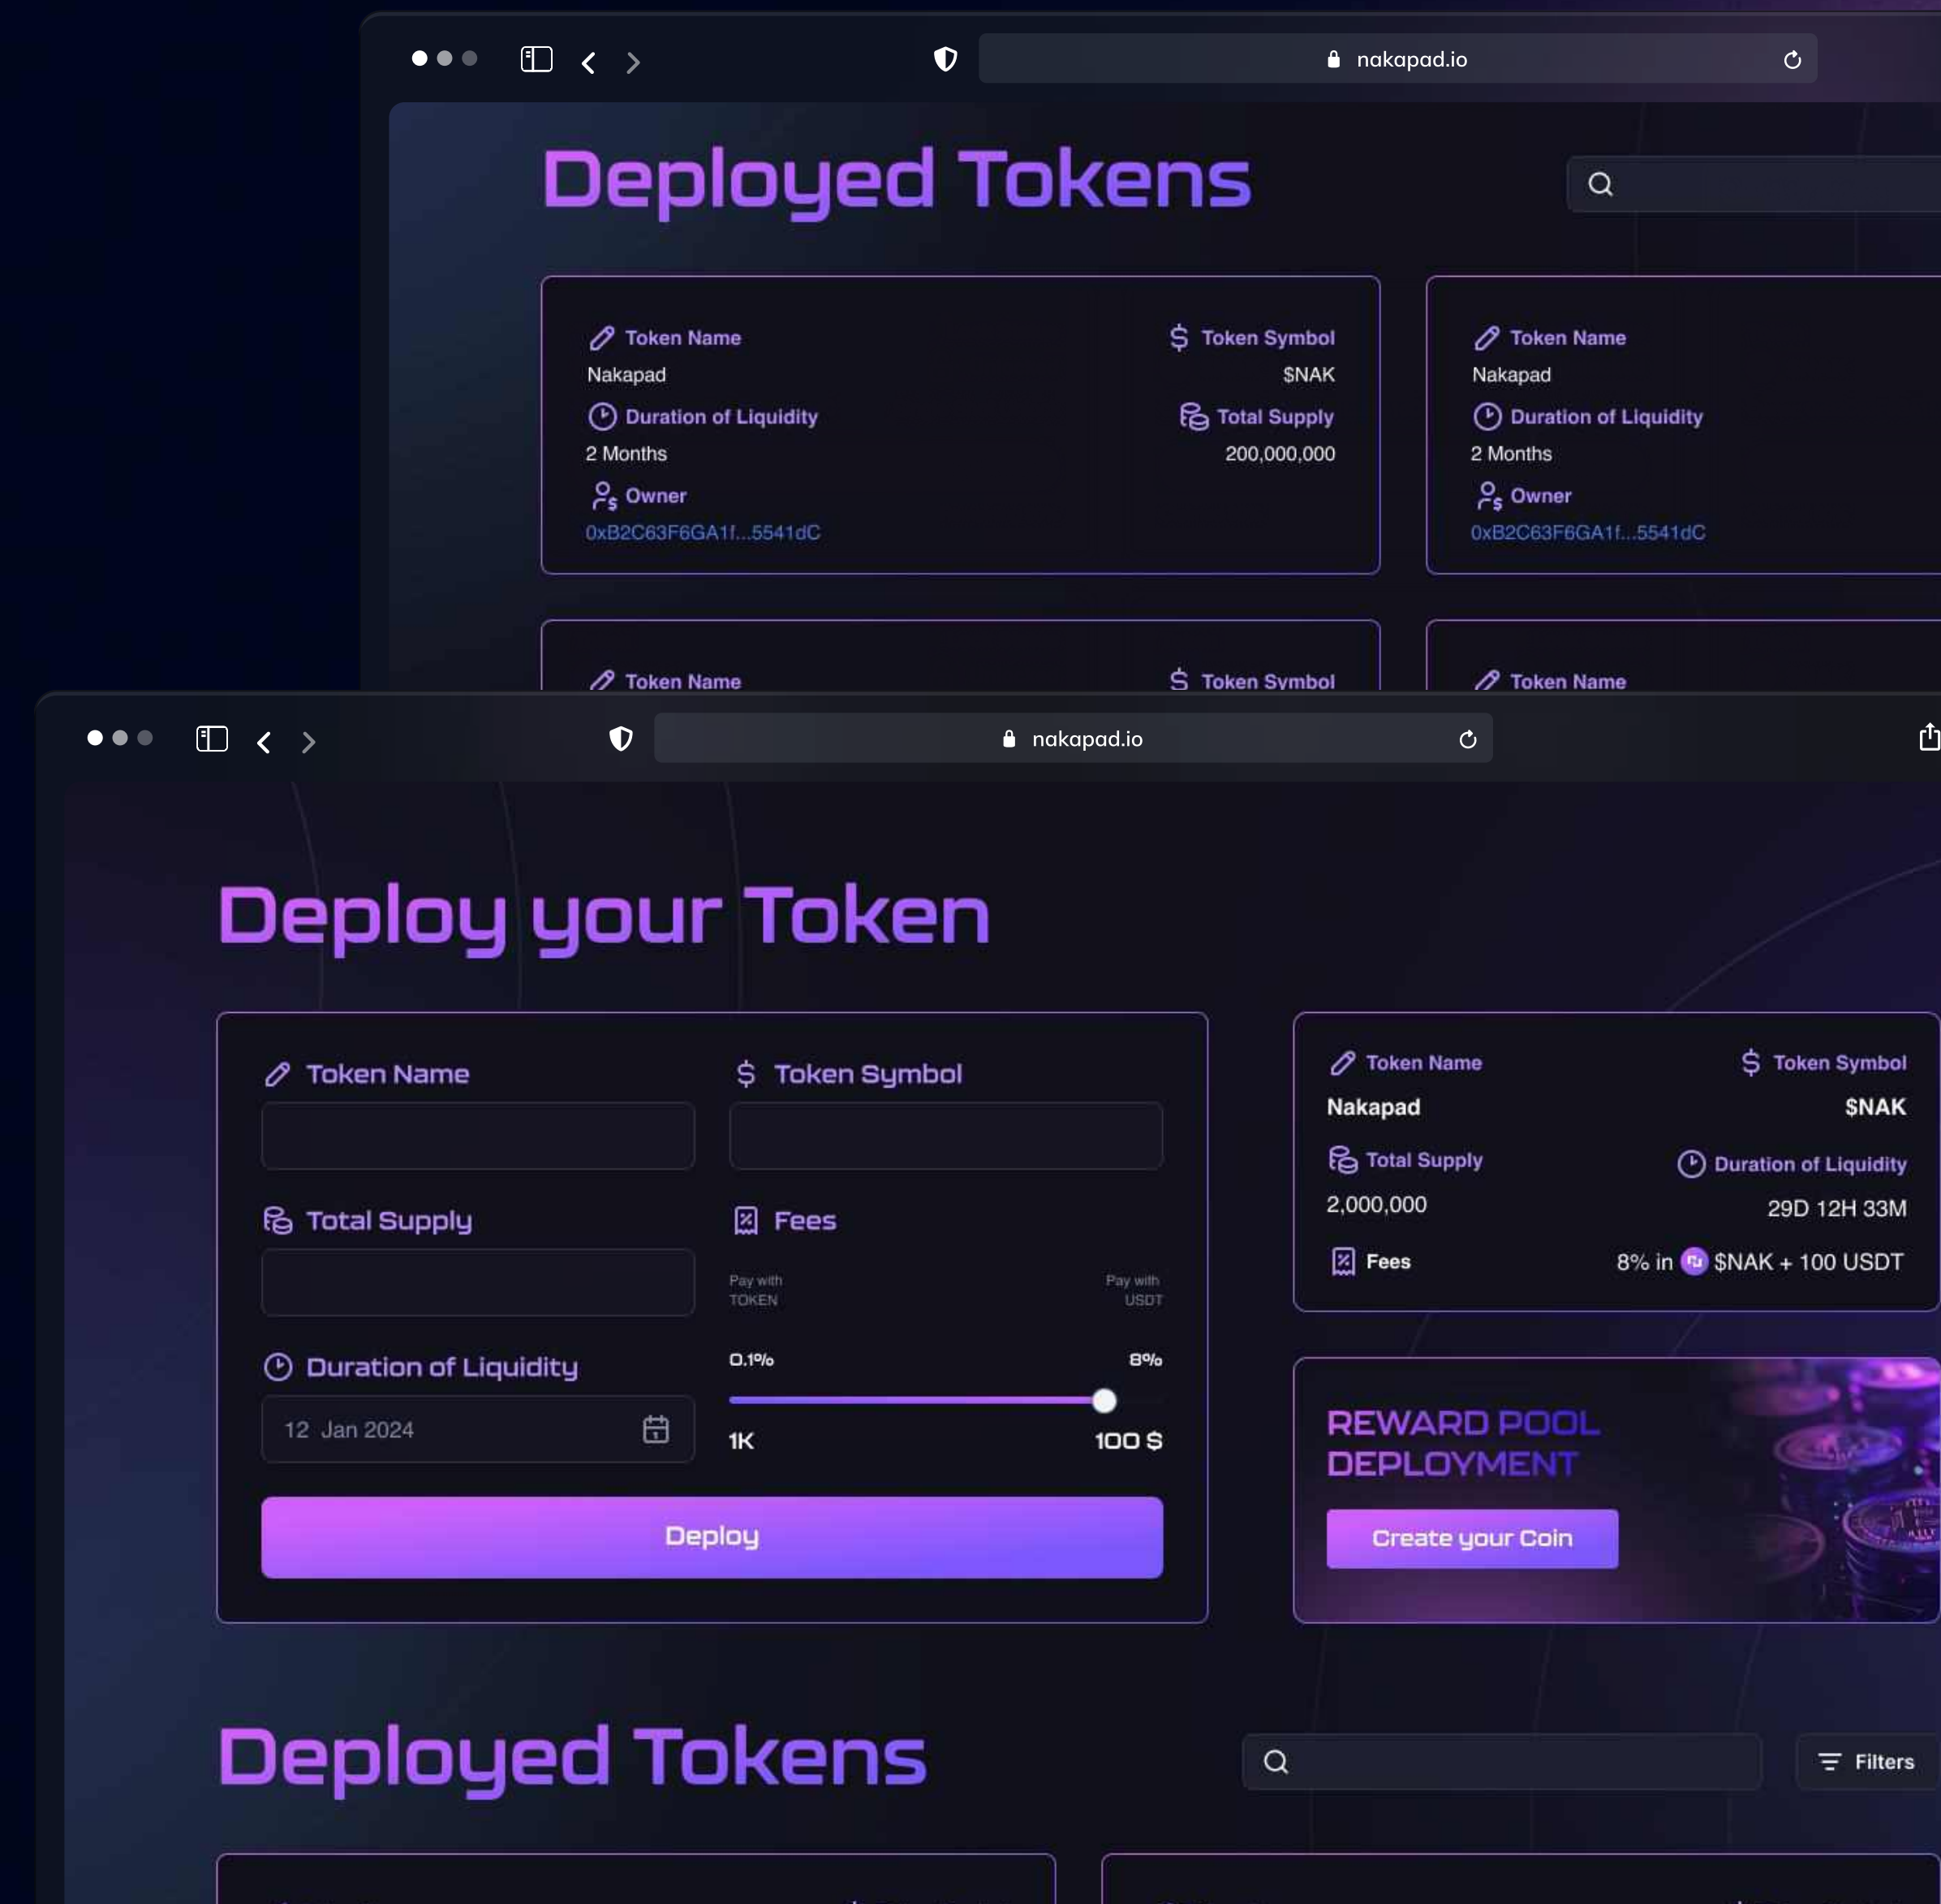 nakapad.io
Deployed Tokens
Token Name
Token Symbol
Nakapad
$NAK
Duration of Liquidity
Total Supply
2 Months
200,000,000
Owner
0xB2C63F6GA1f...5541dC
Token Name
Nakapad
Duration of Liquidity
2 Months
Owner
0xB2C63F6GA1f...5541dC
Token Name
Token Symbol
Token Name
nakapad.io
Deploy your Token
Token Name
Token Symbol
Total Supply
Fees
Pay with
TOKEN
Pay with
USDT
Duration of Liquidity
0.1%
8%
12 Jan 2024
1K
100 $
Deploy
Token Name
Token Symbol
Nakapad
$NAK
Total Supply
Duration of Liquidity
2,000,000
29D 12H 33M
Fees
8% in $NAK + 100 USDT
REWARD POOL
DEPLOYMENT
Create your Coin
Deployed Tokens
Filters